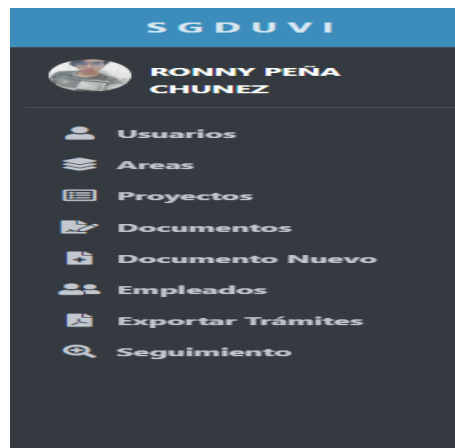 SGDUVI
RONNY PEÑA
CHUNEZ
Usuarios
Areas
Proyectos
Documentos
Documento Nuevo
Empleados
Exportar Trámites
Seguimiento